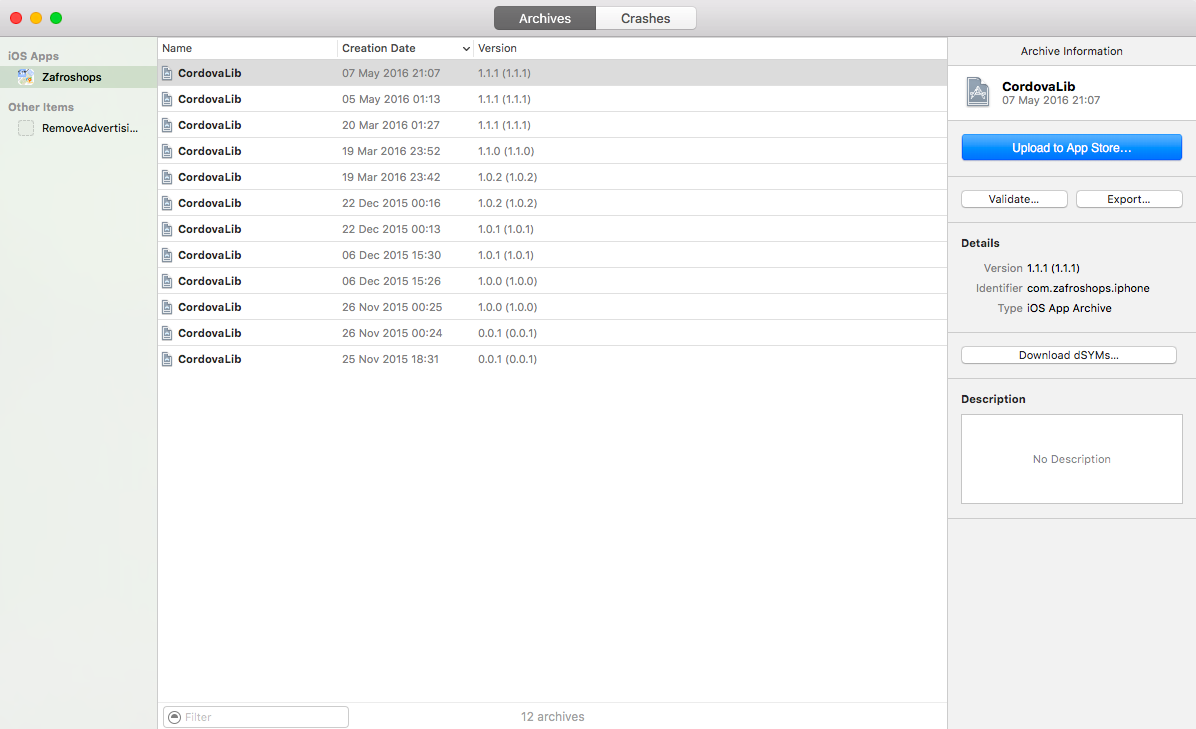 Archives Crashes
iOS Apps
Zafroshops
Other Items
RemoveAdvertisi...
Name Creation Date Version
CordovaLib 07 May 2016 21:07 1.1.1 (1.1.1)
CordovaLib 05 May 2016 01:13 1.1.1 (1.1.1)
CordovaLib 20 Mar 2016 01:27 1.1.1 (1.1.1)
CordovaLib 19 Mar 2016 23:52 1.1.0 (1.1.0)
CordovaLib 19 Mar 2016 23:42 1.0.2 (1.0.2)
CordovaLib 22 Dec 2015 00:16 1.0.2 (1.0.2)
CordovaLib 22 Dec 2015 00:13 1.0.1 (1.0.1)
CordovaLib 06 Dec 2015 15:30 1.0.1 (1.0.1)
CordovaLib 06 Dec 2015 15:26 1.0.0 (1.0.0)
CordovaLib 26 Nov 2015 00:25 1.0.0 (1.0.0)
CordovaLib 26 Nov 2015 00:24 0.0.1 (0.0.1)
CordovaLib 25 Nov 2015 18:31 0.0.1 (0.0.1)
Filter 12 archives
Archive Information
CordovaLib
07 May 2016 21:07
Upload to App Store...
Validate... Export...
Details
Version 1.1.1 (1.1.1)
Identifier com.zafroshops.iphone
Type iOS App Archive
Download dSYMs...
Description
No Description